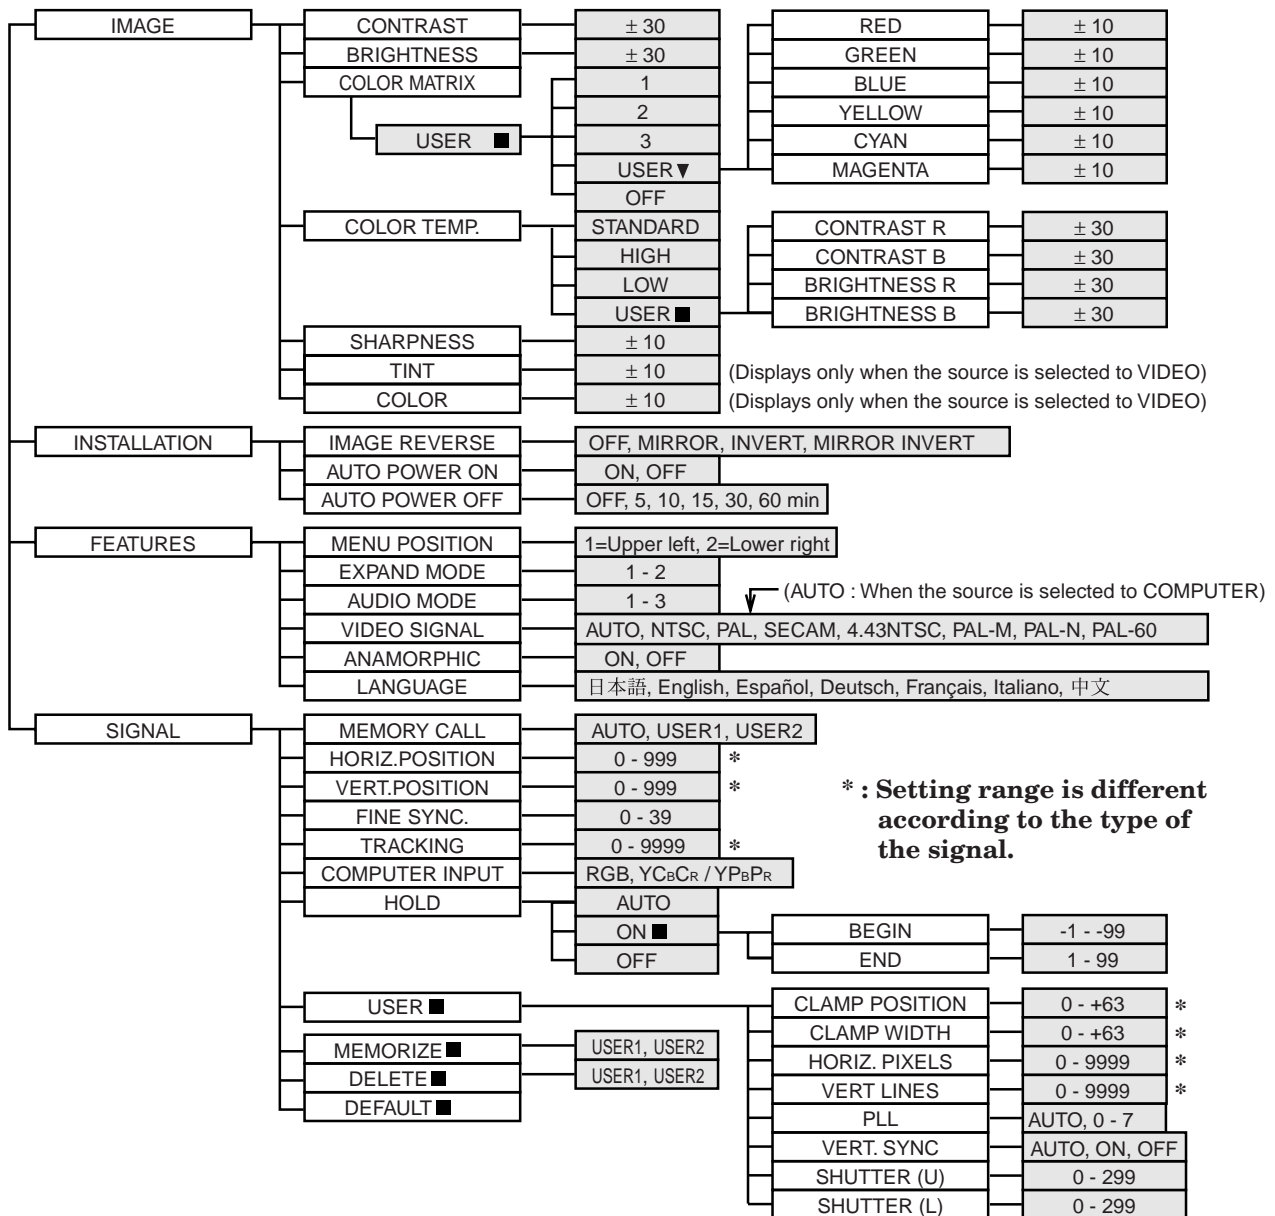 IMAGE CONTRAST ± 30 RED ± 10
BRIGHTNESS ± 30 GREEN ± 10
COLOR MATRIX 1 BLUE ± 10
2 YELLOW ± 10
USER ■ 3 CYAN ± 10
USER▼ MAGENTA ± 10
OFF
COLOR TEMP. STANDARD CONTRAST R ± 30
HIGH CONTRAST B ± 30
LOW BRIGHTNESS R ± 30
USER■ BRIGHTNESS B ± 30
SHARPNESS ± 10
TINT ± 10 (Displays only when the source is selected to VIDEO)
COLOR ± 10 (Displays only when the source is selected to VIDEO)
INSTALLATION IMAGE REVERSE OFF, MIRROR, INVERT, MIRROR INVERT
AUTO POWER ON ON, OFF
AUTO POWER OFF OFF, 5, 10, 15, 30, 60 min
FEATURES MENU POSITION 1=Upper left, 2=Lower right
EXPAND MODE 1 - 2
AUDIO MODE 1 - 3 (AUTO : When the source is selected to COMPUTER)
VIDEO SIGNAL AUTO, NTSC, PAL, SECAM, 4.43NTSC, PAL-M, PAL-N, PAL-60
ANAMORPHIC ON, OFF
LANGUAGE 日本語, English, Español, Deutsch, Français, Italiano, 中文
SIGNAL MEMORY CALL AUTO, USER1, USER2
HORIZ.POSITION 0 - 999 *
VERT.POSITION 0 - 999 *
FINE SYNC. 0 - 39
TRACKING 0 - 9999 *
COMPUTER INPUT RGB, YCBCR / YPBPR
* : Setting range is different
according to the type of
the signal.
HOLD AUTO
ON ■ BEGIN -1 - -99
OFF END 1 - 99
USER ■ CLAMP POSITION 0 - +63 *
CLAMP WIDTH 0 - +63 *
MEMORIZE ■ USER1, USER2 HORIZ. PIXELS 0 - 9999 *
DELETE ■ USER1, USER2 VERT LINES 0 - 9999 *
DEFAULT ■ PLL AUTO, 0 - 7
VERT. SYNC AUTO, ON, OFF
SHUTTER (U) 0 - 299
SHUTTER (L) 0 - 299